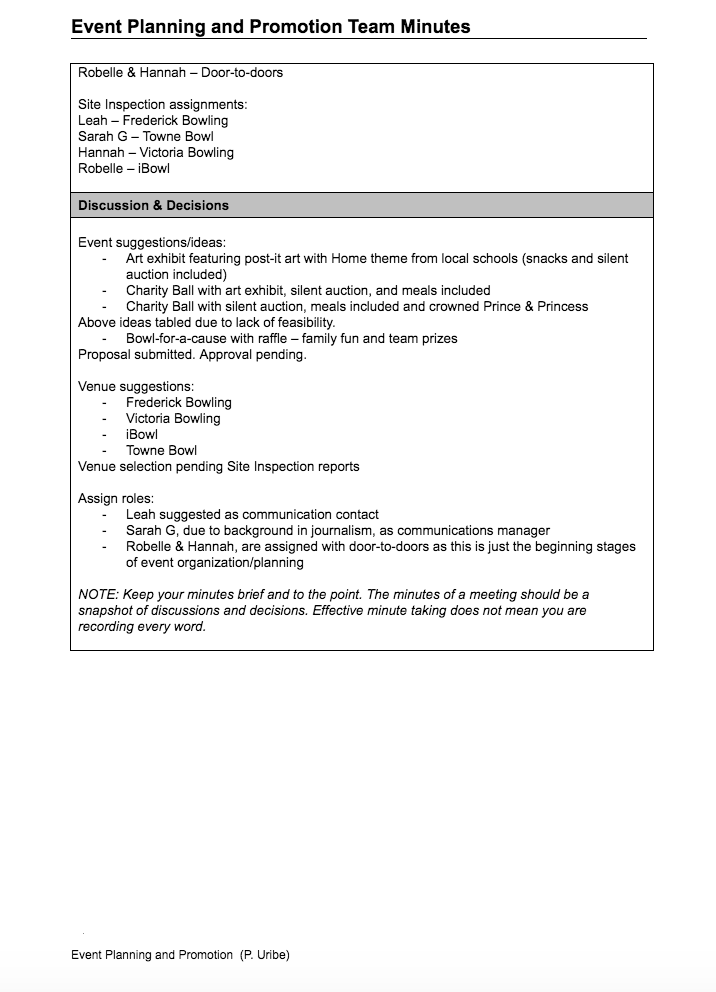 Event Planning and Promotion Team Minutes
Robelle & Hannah – Door-to-doors
Site Inspection assignments:
Leah – Frederick Bowling
Sarah G – Towne Bowl
Hannah – Victoria Bowling
Robelle – iBowl
Discussion & Decisions
Event suggestions/ideas:
- Art exhibit featuring post-it art with Home theme from local schools (snacks and silent
auction included)
- Charity Ball with art exhibit, silent auction, and meals included
- Charity Ball with silent auction, meals included and crowned Prince & Princess
Above ideas tabled due to lack of feasibility.
- Bowl-for-a-cause with raffle – family fun and team prizes
Proposal submitted. Approval pending.
Venue suggestions:
- Frederick Bowling
- Victoria Bowling
- iBowl
- Towne Bowl
Venue selection pending Site Inspection reports
Assign roles:
- Leah suggested as communication contact
- Sarah G, due to background in journalism, as communications manager
- Robelle & Hannah, are assigned with door-to-doors as this is just the beginning stages
of event organization/planning
NOTE: Keep your minutes brief and to the point. The minutes of a meeting should be a
snapshot of discussions and decisions. Effective minute taking does not mean you are
recording every word.
Event Planning and Promotion (P. Uribe)